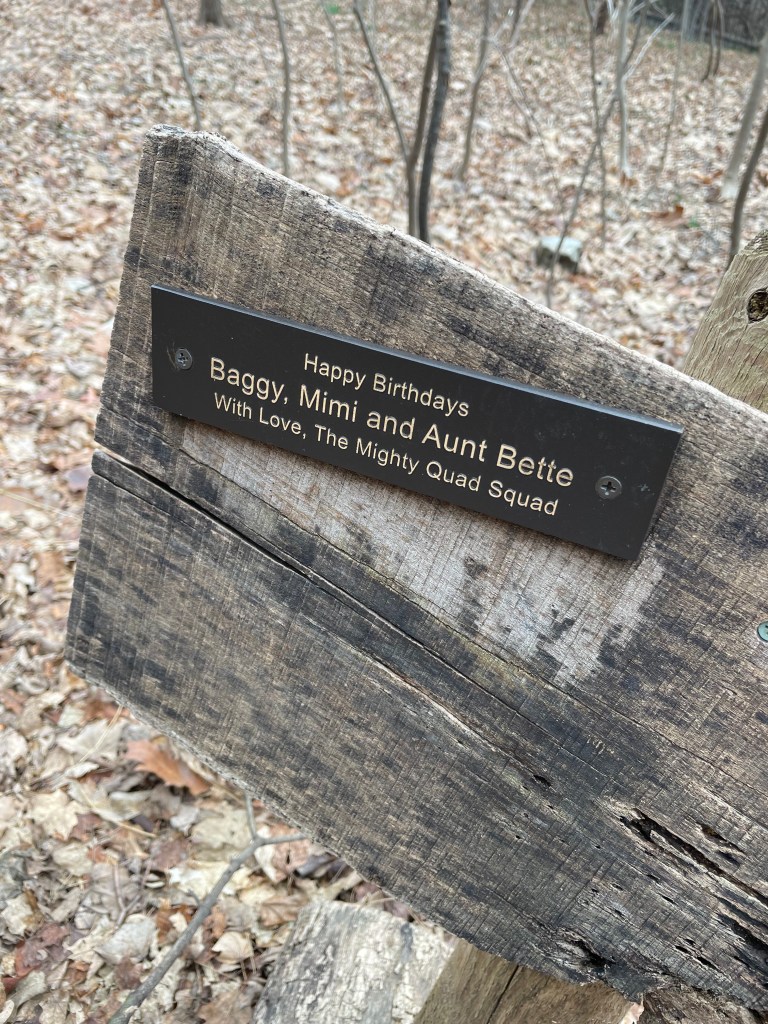 Happy Birthdays
Baggy, Mimi and Aunt Bette
With Love, The Mighty Quad Squad